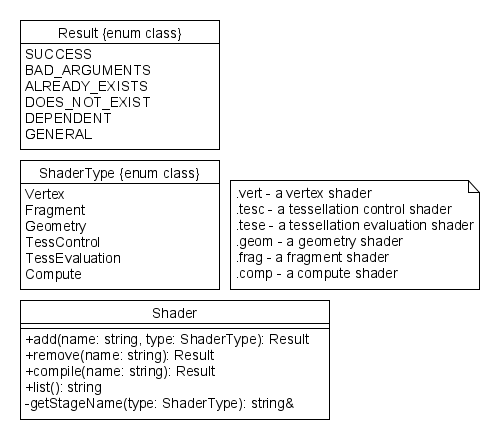 Result {enum class}
SUCCESS
BAD_ARGUMENTS
ALREADY_EXISTS
DOES_NOT_EXIST
DEPENDENT
GENERAL
ShaderType {enum class}
Vertex
Fragment
Geometry
TessControl
TessEvaluation
Compute
.vert - a vertex shader
.tesc - a tessellation control shader
.tese - a tessellation evaluation shader
.geom - a geometry shader
.frag - a fragment shader
.comp - a compute shader
Shader
+add(name: string, type: ShaderType): Result
+remove(name: string): Result
+compile(name: string): Result
+list(): string
-getStageName(type: ShaderType): string&